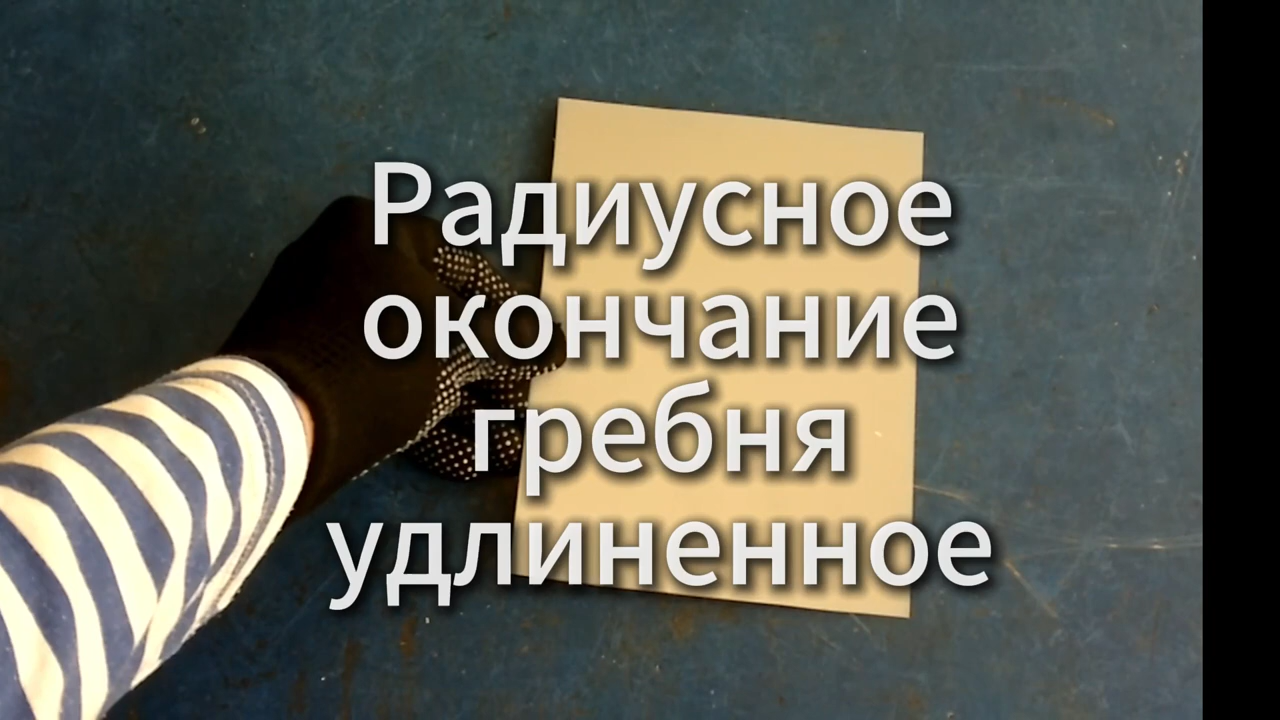 Радиусное
окончание
гребня
удлиненное